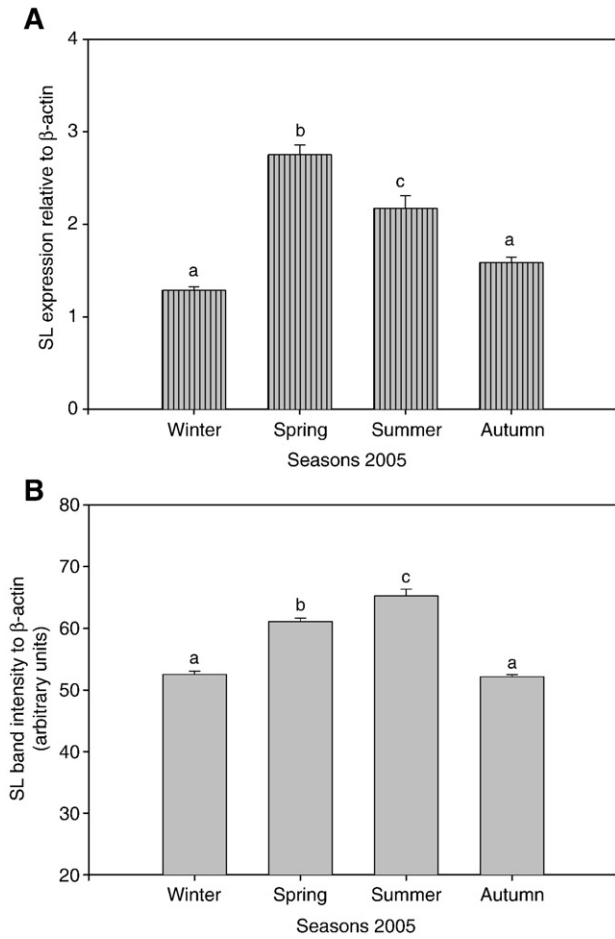 A
SL expression relative to β-actin
4
3
2
1
0
a
b
c
a
Winter Spring Summer Autumn
Seasons 2005
B
SL band intensity to β-actin
(arbitrary units)
80
70
60
50
40
30
20
a
b
c
a
Winter Spring Summer Autumn
Seasons 2005